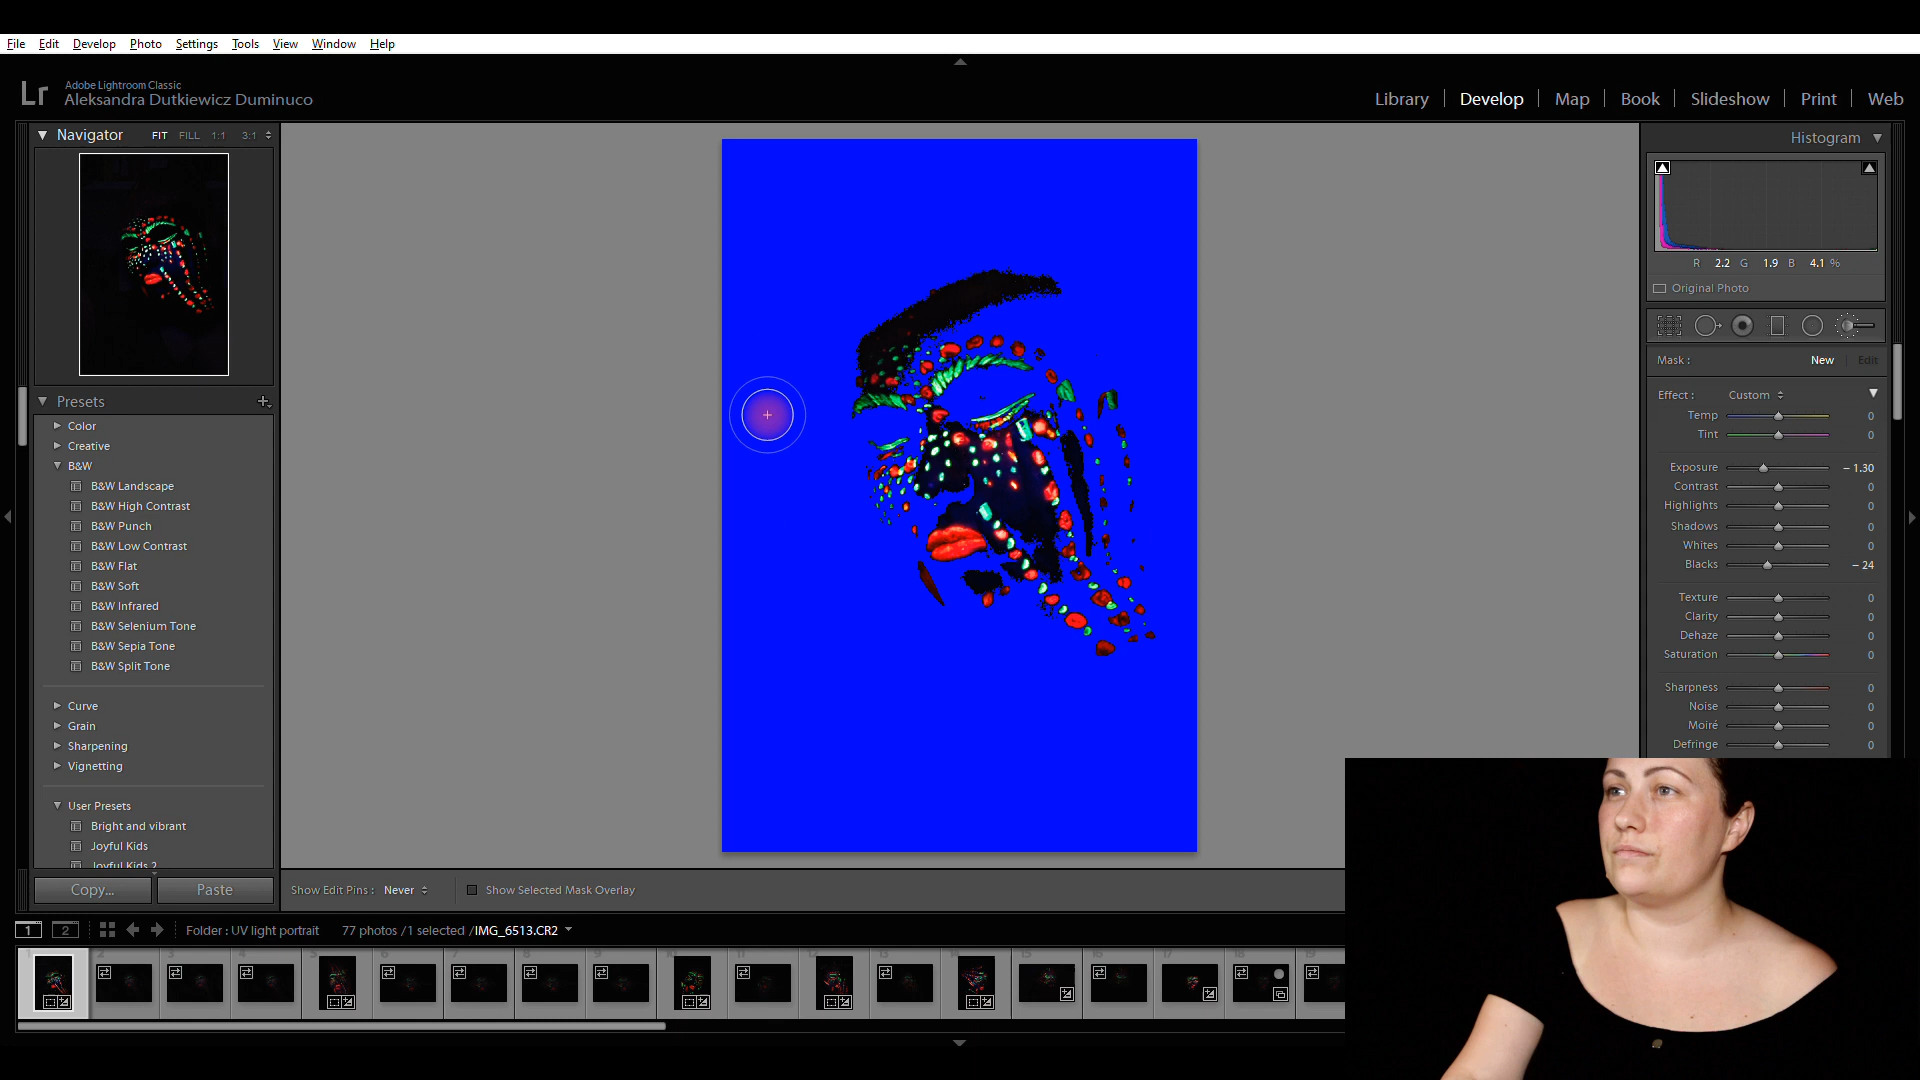 File Edit Develop Photo Settings Tools View Window Help
Lr Adobe Lightroom Classic
Aleksandra Dutkiewicz Duminuco
Library Develop Map Book Slideshow Print Web
Navigator FIT FILL 1:1 3:1
Histogram
R 2.2 G 1.9 B 4.1 %
Original Photo
Mask : New Edit
Effect : Custom
Temp 0
Tint 0
Exposure – 1.30
Contrast 0
Highlights 0
Shadows 0
Whites 0
Blacks – 24
Texture 0
Clarity 0
Dehaze 0
Saturation 0
Sharpness 0
Noise 0
Moiré 0
Defringe 0
Presets
Color
Creative
B&W
B&W Landscape
B&W High Contrast
B&W Punch
B&W Low Contrast
B&W Flat
B&W Soft
B&W Infrared
B&W Selenium Tone
B&W Sepia Tone
B&W Split Tone
Curve
Grain
Sharpening
Vignetting
User Presets
Bright and vibrant
Joyful Kids
Joyful Kids 2
Copy... Paste
Show Edit Pins : Never Show Selected Mask Overlay
1 2 Folder : UV light portrait 77 photos /1 selected /IMG_6513.CR2